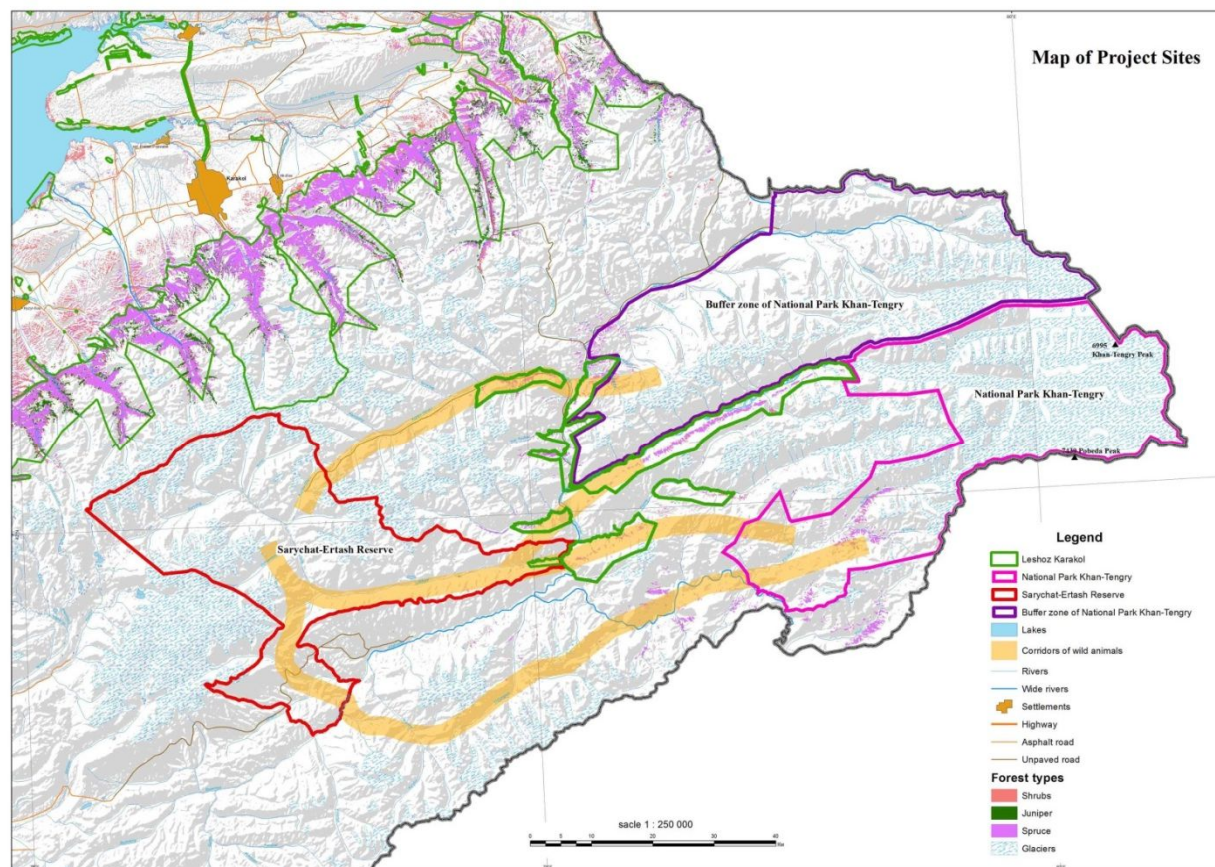 Map of Project Sites
Karakol
Buffer zone of National Park Khan-Tengry
6995
Khan-Tengry Peak
National Park Khan-Tengry
7439 Pobeda Peak
Sarychat-Ertash Reserve
Legend
Leshoz Karakol
National Park Khan-Tengry
Sarychat-Ertash Reserve
Buffer zone of National Park Khan-Tengry
Lakes
Corridors of wild animals
Rivers
Wide rivers
Settlements
Highway
Asphalt road
Unpaved road
Forest types
Shrubs
Juniper
Spruce
Glaciers
sacle 1 : 250 000
0 5 10 20 30 40